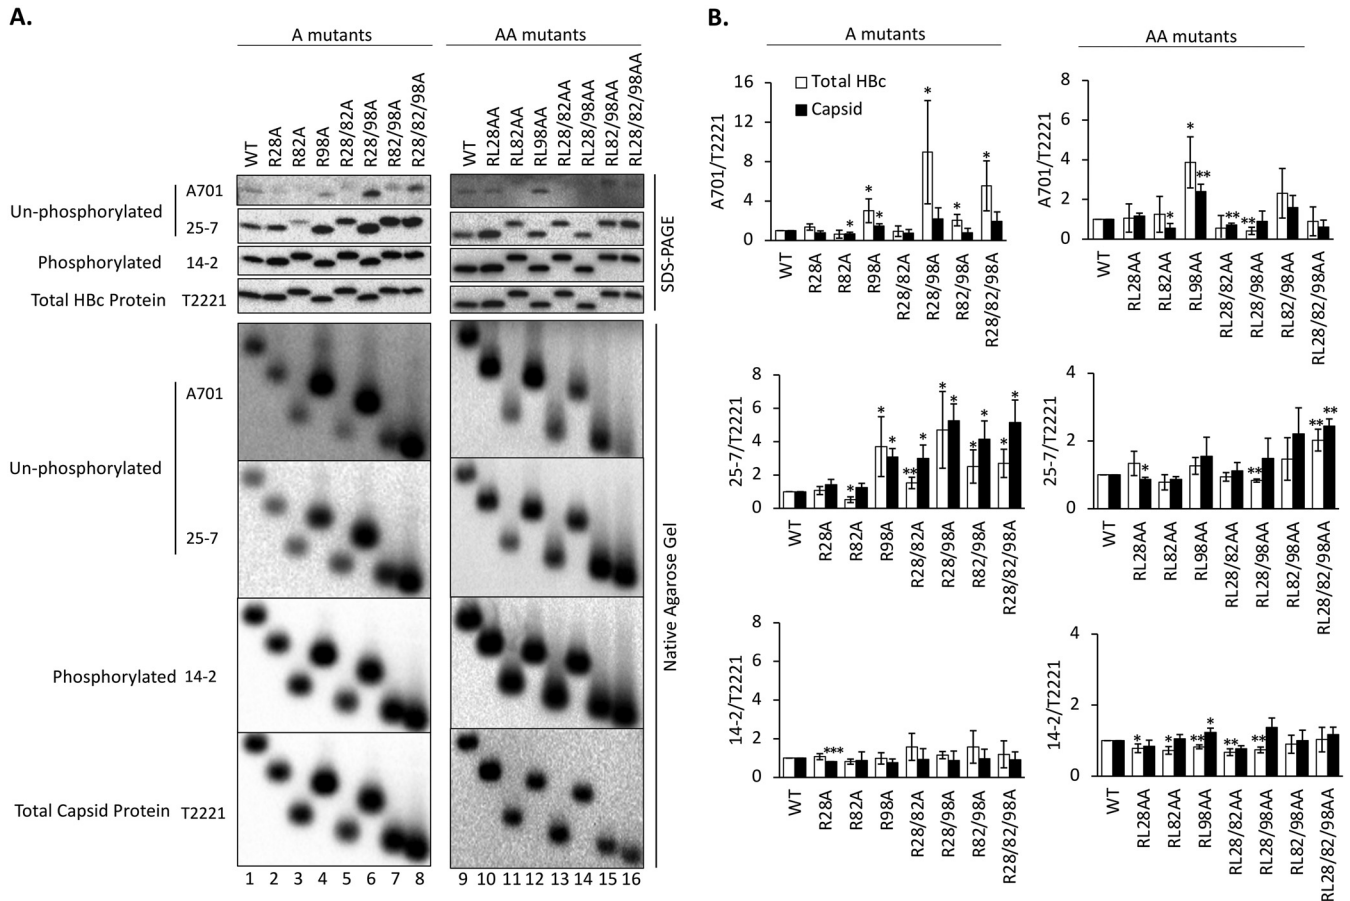 A.
A mutants
AA mutants
WT
R28A
R82A
R98A
R28/82A
R28/98A
R82/98A
R28/82/98A
WT
RL28AA
RL82AA
RL98AA
RL28/82AA
RL28/98AA
RL82/98AA
RL28/82/98AA
Un-phosphorylated
A701
25-7
Phosphorylated 14-2
Total HBc Protein T2221
SDS-PAGE
Un-phosphorylated
A701
25-7
Phosphorylated 14-2
Total Capsid Protein T2221
Native Agarose Gel
1 2 3 4 5 6 7 8 9 10 11 12 13 14 15 16
B.
A mutants
AA mutants
A701/T2221
16
12
8
4
0
Total HBc
Capsid
* * * * * *
WT
R28A
R82A
R98A
R28/82A
R28/98A
R82/98A
R28/82/98A
A701/T2221
8
6
4
2
0
* * ** ** **
WT
RL28AA
RL82AA
RL98AA
RL28/82AA
RL28/98AA
RL82/98AA
RL28/82/98AA
25-7/T2221
8
6
4
2
0
* * * ** * * * * * * *
WT
R28A
R82A
R98A
R28/82A
R28/98A
R82/98A
R28/82/98A
25-7/T2221
4
2
0
* ** ** **
WT
RL28AA
RL82AA
RL98AA
RL28/82AA
RL28/98AA
RL82/98AA
RL28/82/98AA
14-2/T2221
8
6
4
2
0
***
WT
R28A
R82A
R98A
R28/82A
R28/98A
R82/98A
R28/82/98A
14-2/T2221
4
2
0
* * ** * ** **
WT
RL28AA
RL82AA
RL98AA
RL28/82AA
RL28/98AA
RL82/98AA
RL28/82/98AA